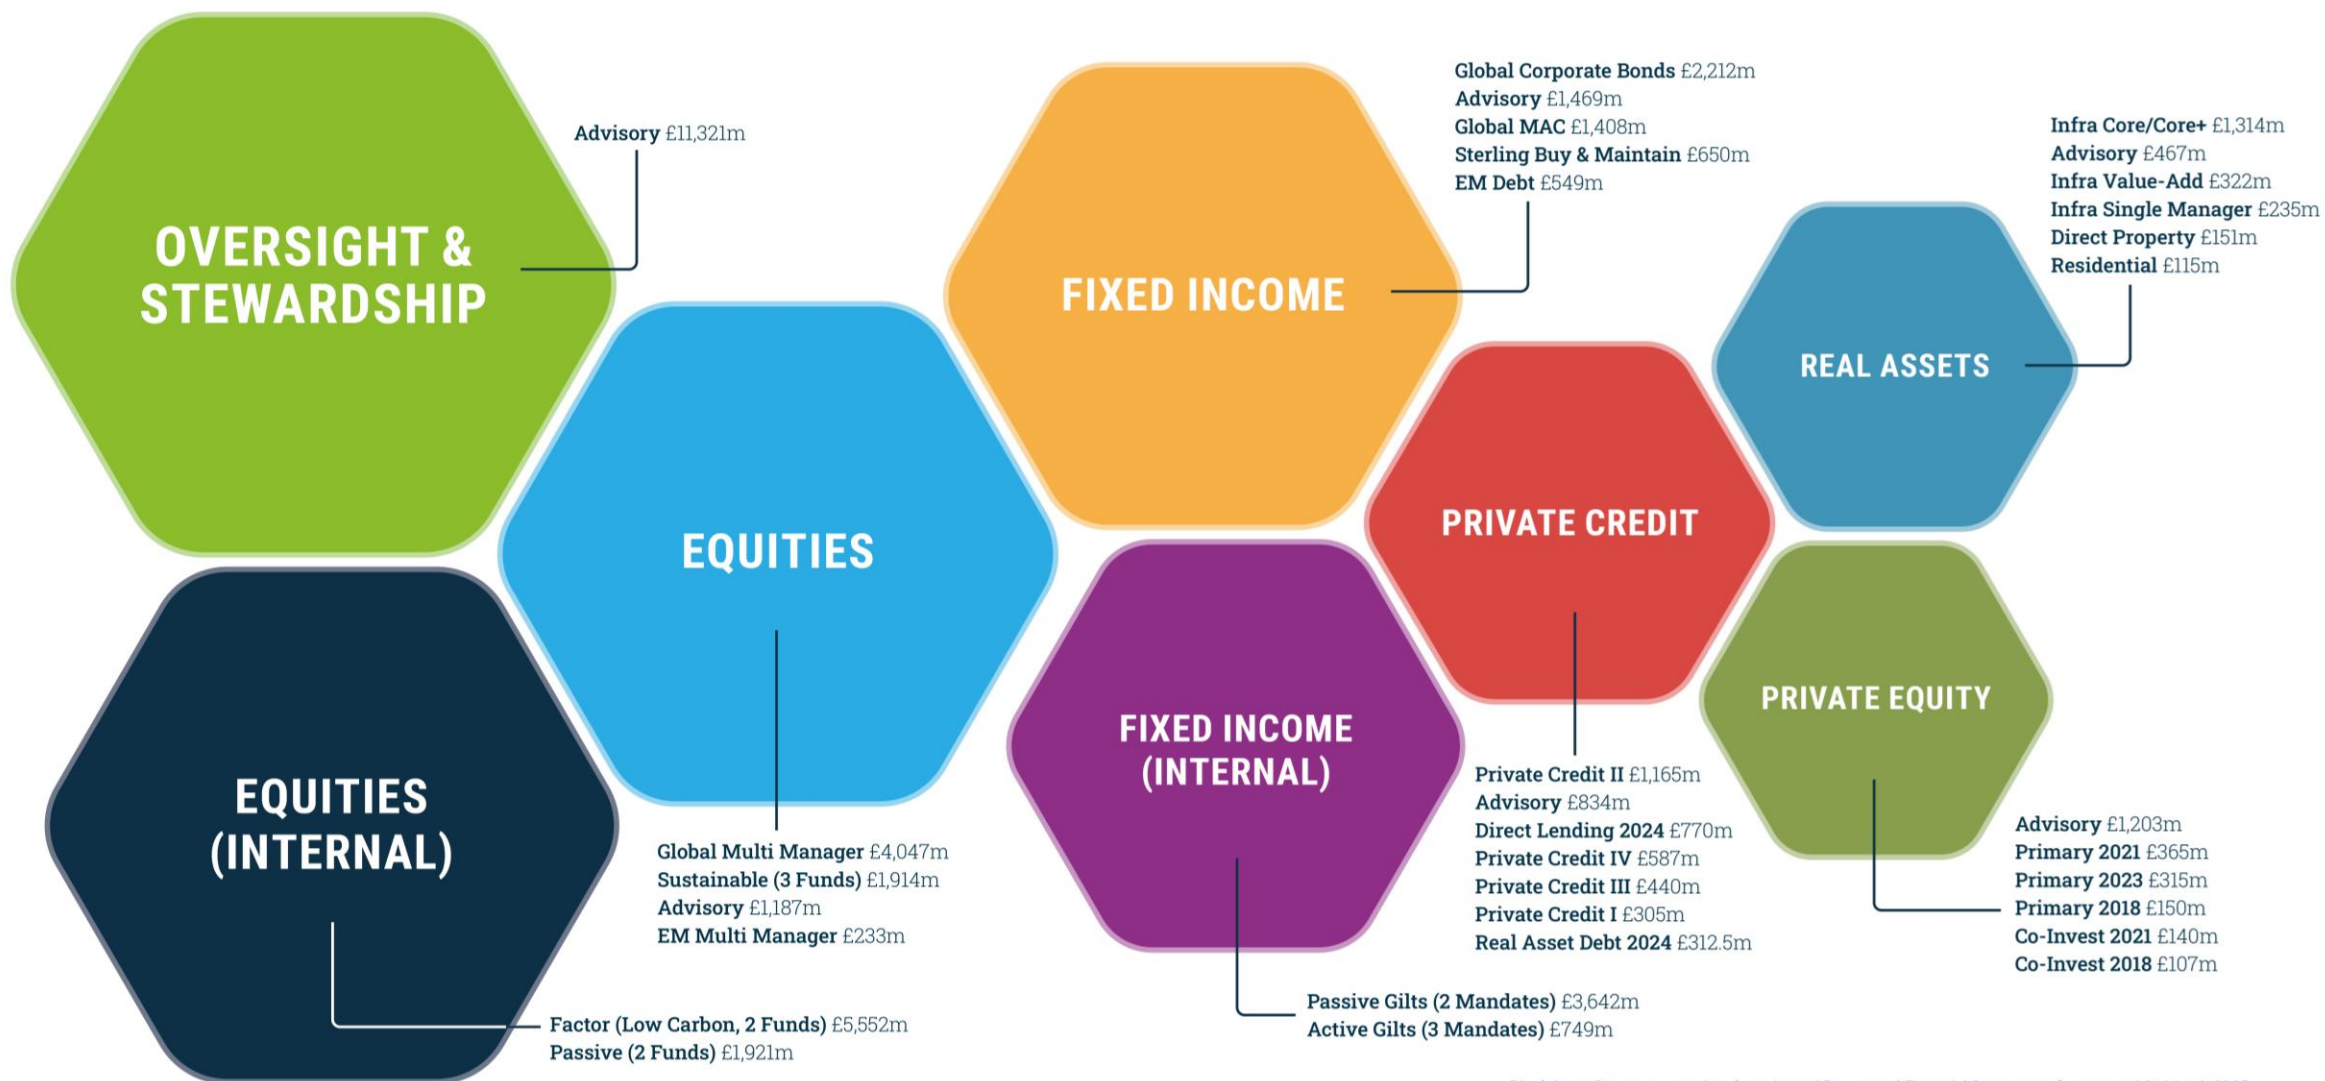 OVERSIGHT &
STEWARDSHIP
Advisory £11,321m
EQUITIES
(INTERNAL)
Factor (Low Carbon, 2 Funds) £5,552m
Passive (2 Funds) £1,921m
EQUITIES
Global Multi Manager £4,047m
Sustainable (3 Funds) £1,914m
Advisory £1,187m
EM Multi Manager £233m
FIXED INCOME
Global Corporate Bonds £2,212m
Advisory £1,469m
Global MAC £1,408m
Sterling Buy & Maintain £650m
EM Debt £549m
FIXED INCOME
(INTERNAL)
Passive Gilts (2 Mandates) £3,642m
Active Gilts (3 Mandates) £749m
PRIVATE CREDIT
Private Credit II £1,165m
Advisory £834m
Direct Lending 2024 £770m
Private Credit IV £587m
Private Credit III £440m
Private Credit I £305m
Real Asset Debt 2024 £312.5m
REAL ASSETS
Infra Core/Core+ £1,314m
Advisory £467m
Infra Value-Add £322m
Infra Single Manager £235m
Direct Property £151m
Residential £115m
PRIVATE EQUITY
Advisory £1,203m
Primary 2021 £365m
Primary 2023 £315m
Primary 2018 £150m
Co-Invest 2021 £140m
Co-Invest 2018 £107m